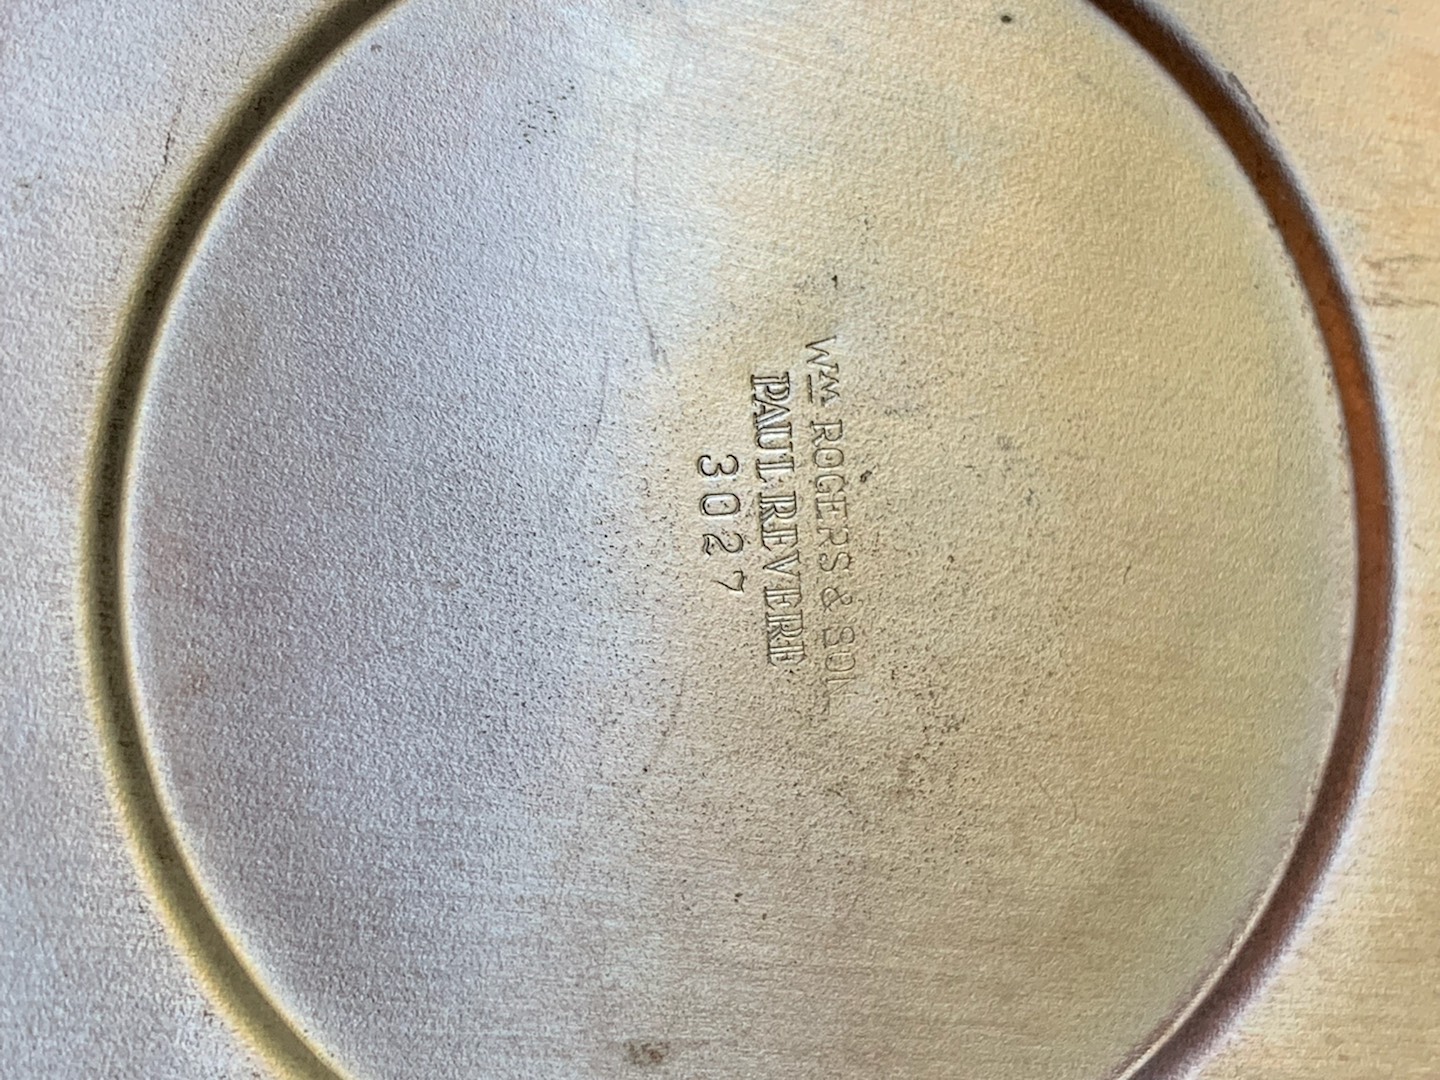 Wm ROGERS & SON
PAUL REVERE
3027